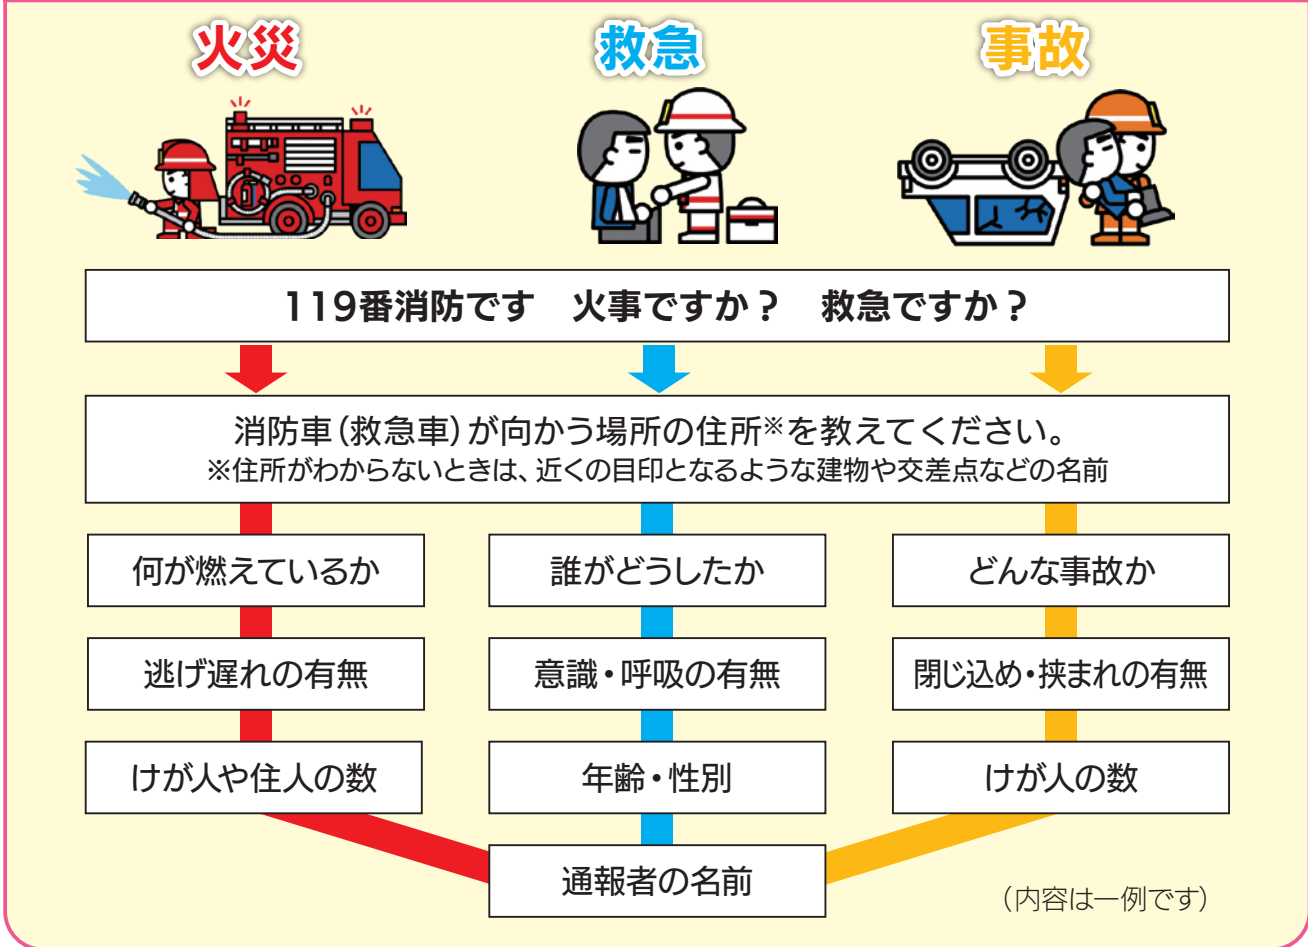 火災
救急
事故
119番消防です　火事ですか？　救急ですか？
消防車（救急車）が向かう場所の住所※を教えてください。
※住所がわからないときは、近くの目印となるような建物や交差点などの名前
何が燃えているか
誰がどうしたか
どんな事故か
逃げ遅れの有無
意識・呼吸の有無
閉じ込め・挟まれの有無
けが人や住人の数
年齢・性別
けが人の数
通報者の名前
（内容は一例です）